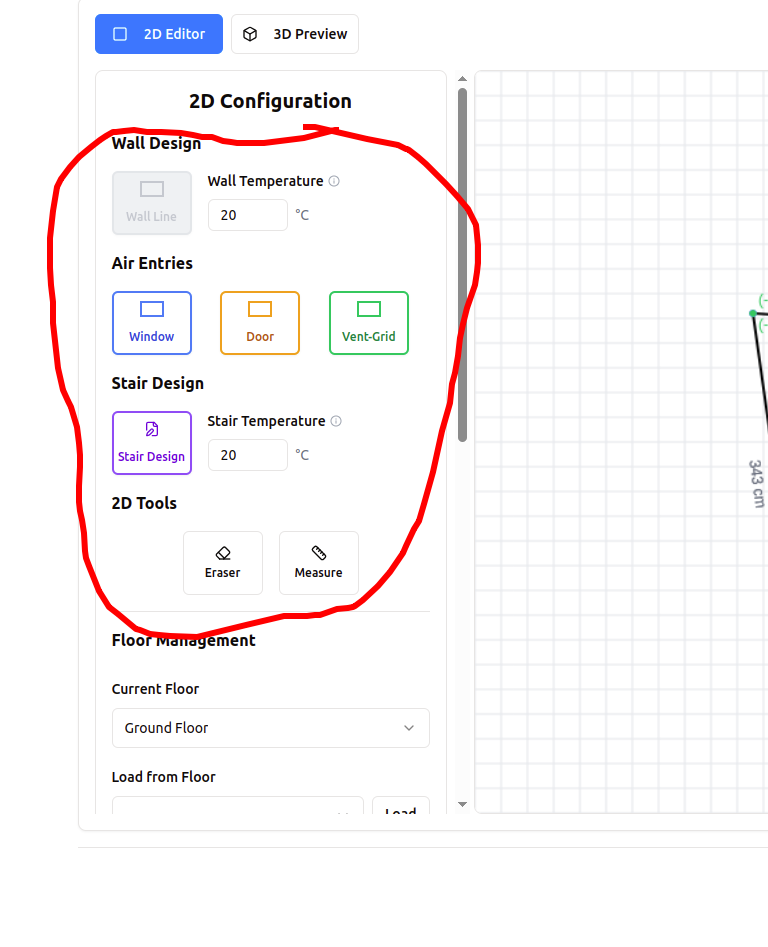 2D Editor
3D Preview
2D Configuration
Wall Design
Wall Temperature
Wall Line
20 °C
Air Entries
Window
Door
Vent-Grid
Stair Design
Stair Temperature
Stair Design
20 °C
2D Tools
Eraser
Measure
Floor Management
Current Floor
Ground Floor
Load from Floor
Load
343 cm